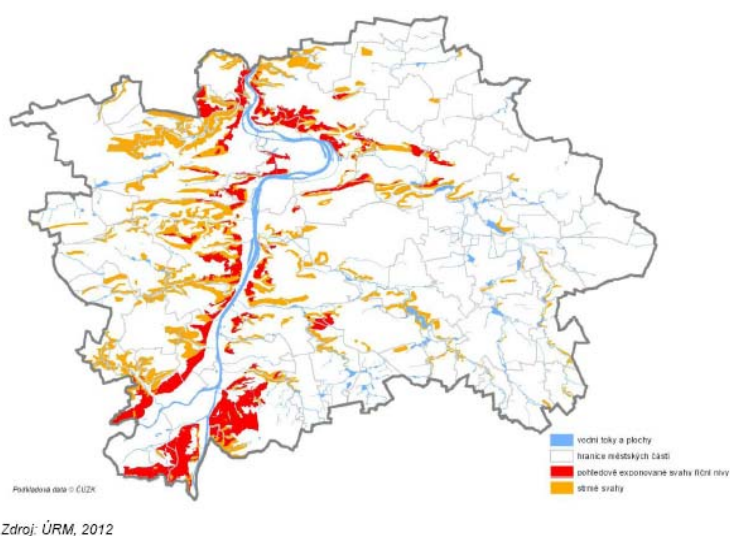 vodní toky a plochy
hranice městských částí
pohledově exponované svahy říční nivy
strmé svahy
Podkladová data © ČÚZK
Zdroj: ÚRM, 2012